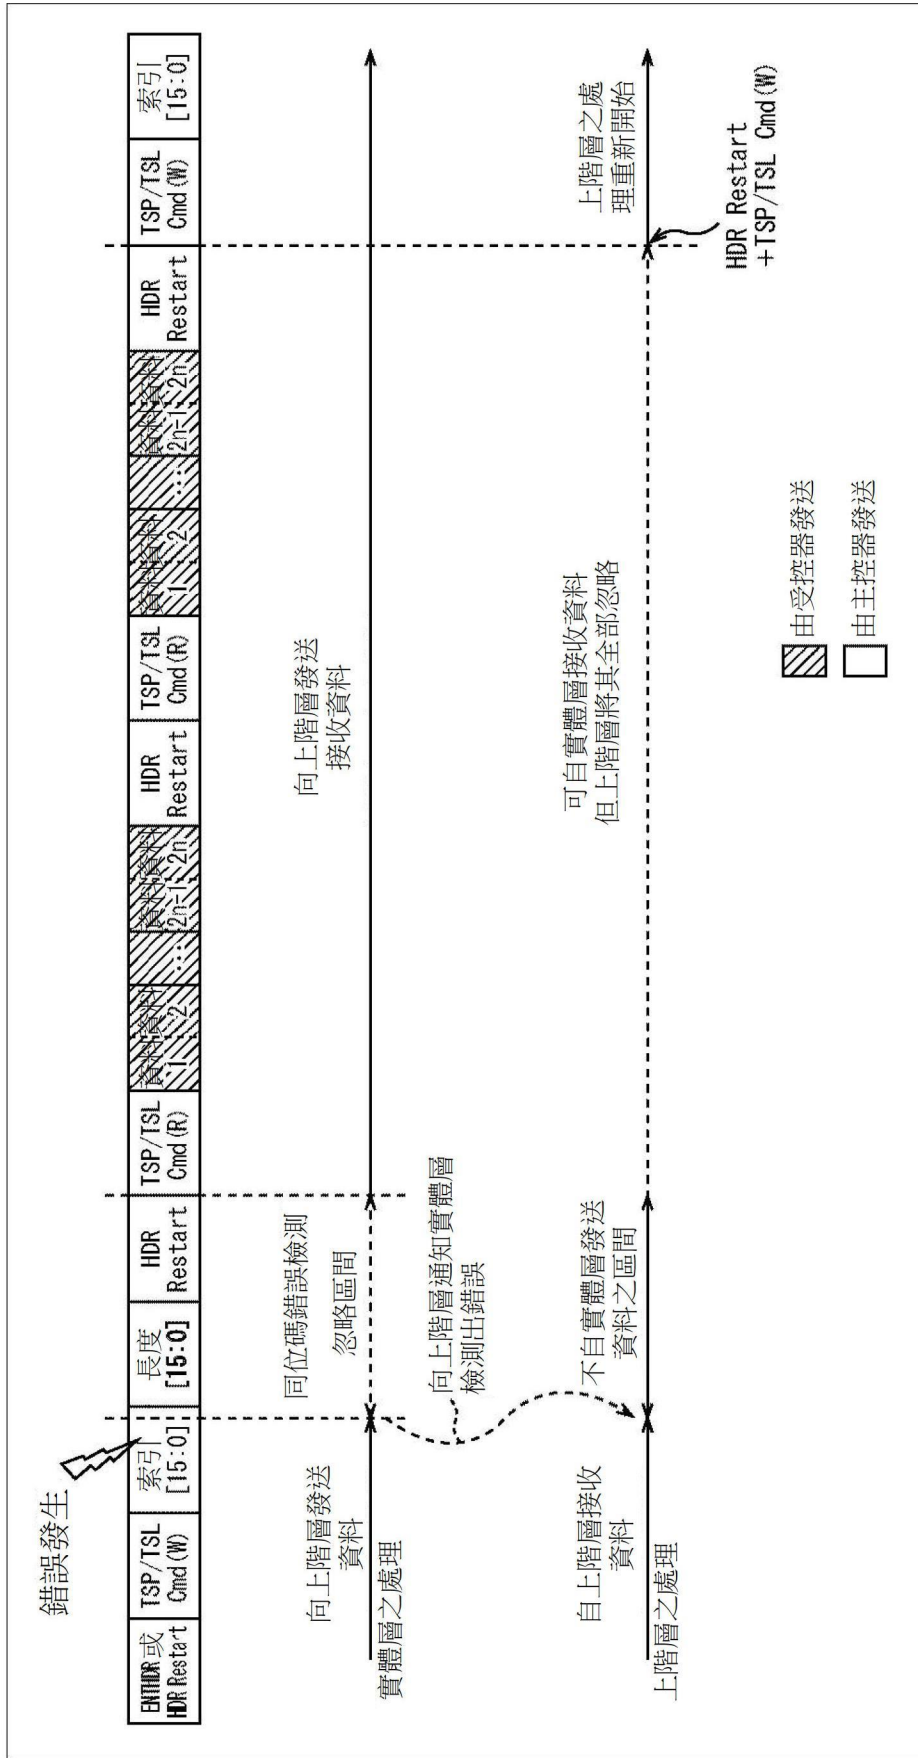 錯誤發生
ENTHDR 或
HDR Restart
TSP/TSL
Cmd(W)
索引
[15:0]
長度
[15:0]
HDR
Restart
TSP/TSL
Cmd(R)
資料 資料
1 2
...
資料 資料
2n-1 2n
HDR
Restart
TSP/TSL
Cmd(R)
資料 資料
1 2
...
資料 資料
2n-1 2n
HDR
Restart
TSP/TSL
Cmd(W)
索引
[15:0]
向上階層發送
資料
同位碼錯誤檢測
忽略區間
向上階層發送
接收資料
實體層之處理
向上階層通知實體層
檢測出錯誤
自上階層接收
資料
不自實體層發送
資料之區間
可自實體層接收資料
但上階層將其全部忽略
上階層之處
理重新開始
上階層之處理
HDR Restart
+TSP/TSL Cmd(W)
由受控器發送
由主控器發送